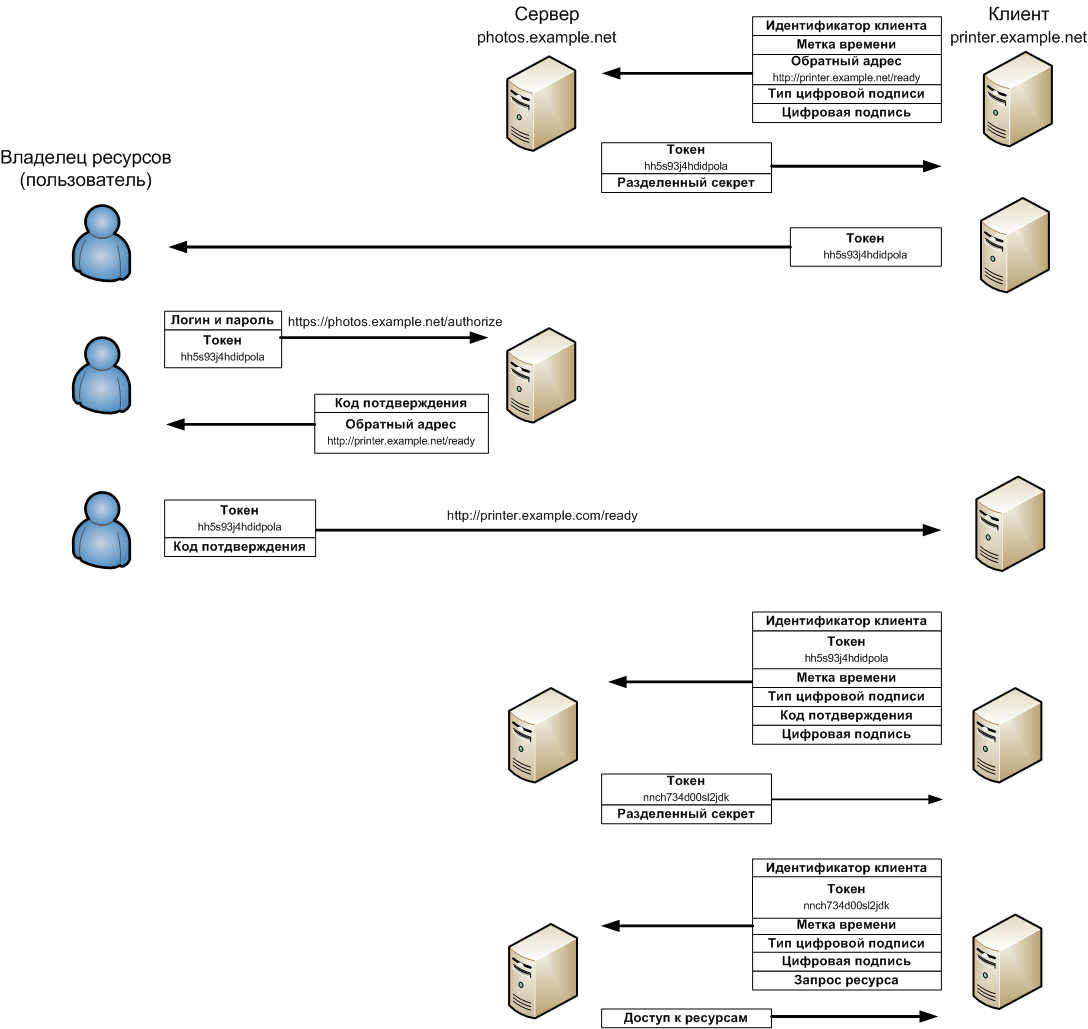 Сервер
photos.example.net
Клиент
printer.example.net
Идентификатор клиента
Метка времени
Обратный адрес
http://printer.example.net/ready
Тип цифровой подписи
Цифровая подпись
Токен
hh5s93j4hdidpola
Разделенный секрет
Владелец ресурсов
(пользователь)
Токен
hh5s93j4hdidpola
Логин и пароль
Токен
hh5s93j4hdidpola
https://photos.example.net/authorize
Код потдверждения
Обратный адрес
http://printer.example.net/ready
Токен
hh5s93j4hdidpola
Код потдверждения
http://printer.example.com/ready
Идентификатор клиента
Токен
hh5s93j4hdidpola
Метка времени
Тип цифровой подписи
Код потдверждения
Цифровая подпись
Токен
nnch734d00sl2jdk
Разделенный секрет
Идентификатор клиента
Токен
nnch734d00sl2jdk
Метка времени
Тип цифровой подписи
Цифровая подпись
Запрос ресурса
Доступ к ресурсам